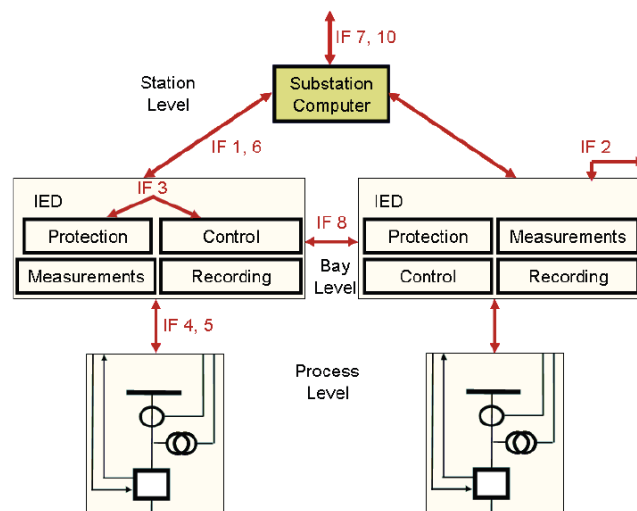 IF 7, 10
Substation
Computer
Station
Level
IF 1, 6
IF 2
IED
IF 3
Protection
Control
Measurements
Recording
IF 8
Bay
Level
IED
Protection
Measurements
Control
Recording
IF 4, 5
Process
Level